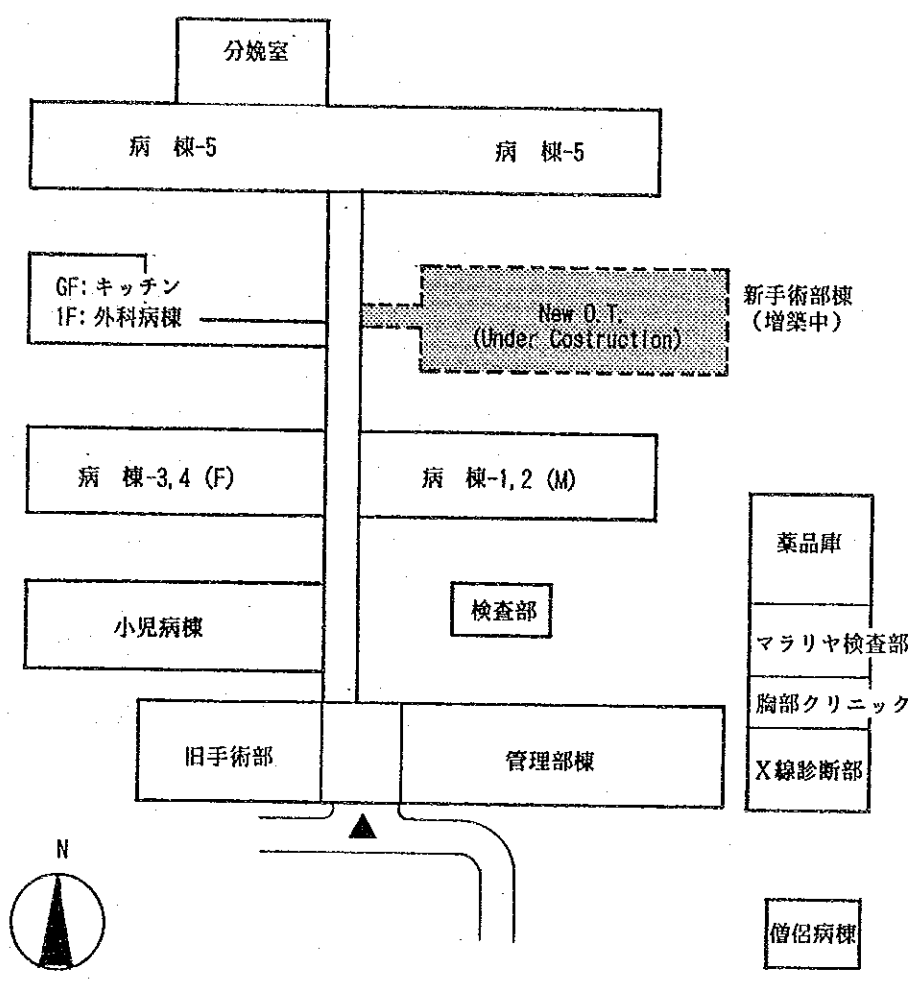 分娩室
病 棟-5
病 棟-5
GF: キッチン
1F: 外科病棟
New O.T.
(Under Costruction)
新手術部棟
(増築中)
病 棟-3,4 (F)
病 棟-1,2 (M)
薬品庫
小児病棟
検査部
マラリヤ検査部
胸部クリニック
旧手術部
管理部棟
X線診断部
N
僧侶病棟